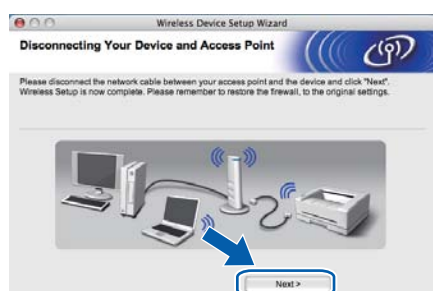 Wireless Device Setup Wizard
Disconnecting Your Device and Access Point
Please disconnect the network cable between your access point and the device and click "Next".
Wireless Setup is now complete. Please remember to restore the firewall, to the original settings.
Next >